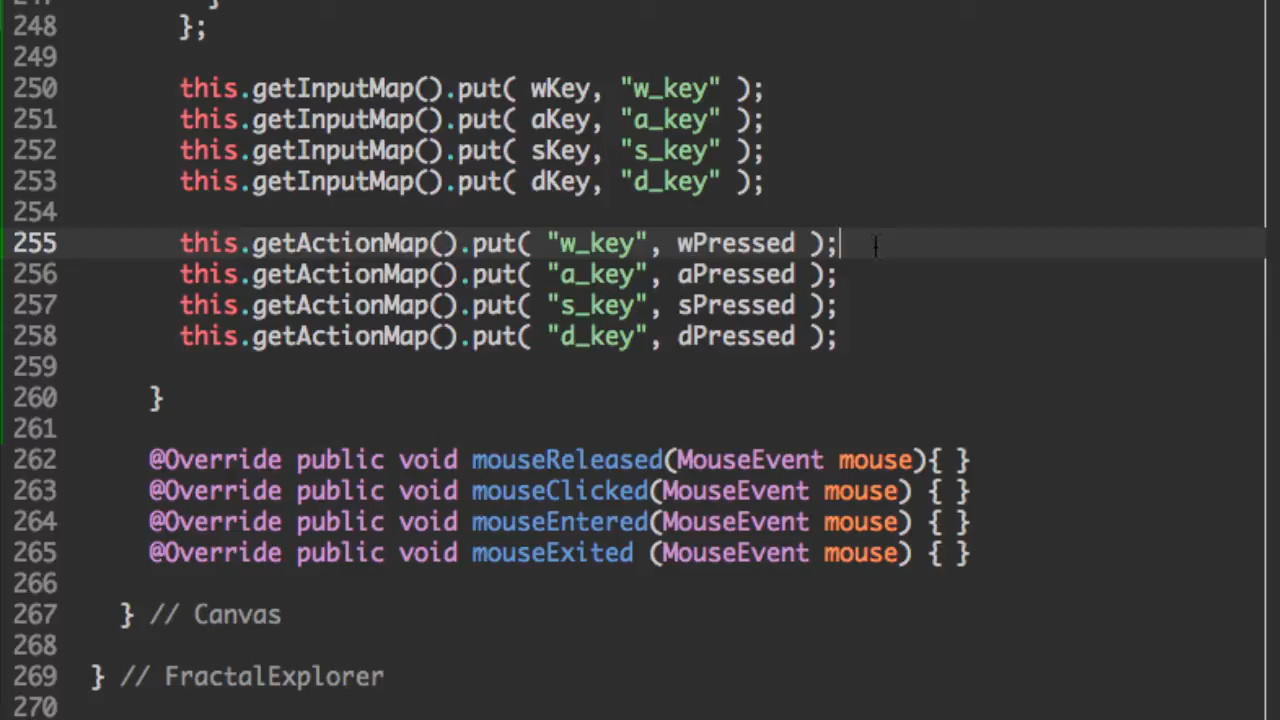 247 }
248 };
249
250 this.getInputMap().put( wKey, "w_key" );
251 this.getInputMap().put( aKey, "a_key" );
252 this.getInputMap().put( sKey, "s_key" );
253 this.getInputMap().put( dKey, "d_key" );
254
255 this.getActionMap().put( "w_key", wPressed );
256 this.getActionMap().put( "a_key", aPressed );
257 this.getActionMap().put( "s_key", sPressed );
258 this.getActionMap().put( "d_key", dPressed );
259
260 }
261
262 @Override public void mouseReleased(MouseEvent mouse){ }
263 @Override public void mouseClicked(MouseEvent mouse) { }
264 @Override public void mouseEntered(MouseEvent mouse) { }
265 @Override public void mouseExited (MouseEvent mouse) { }
266
267 } // Canvas
268
269 } // FractalExplorer
270